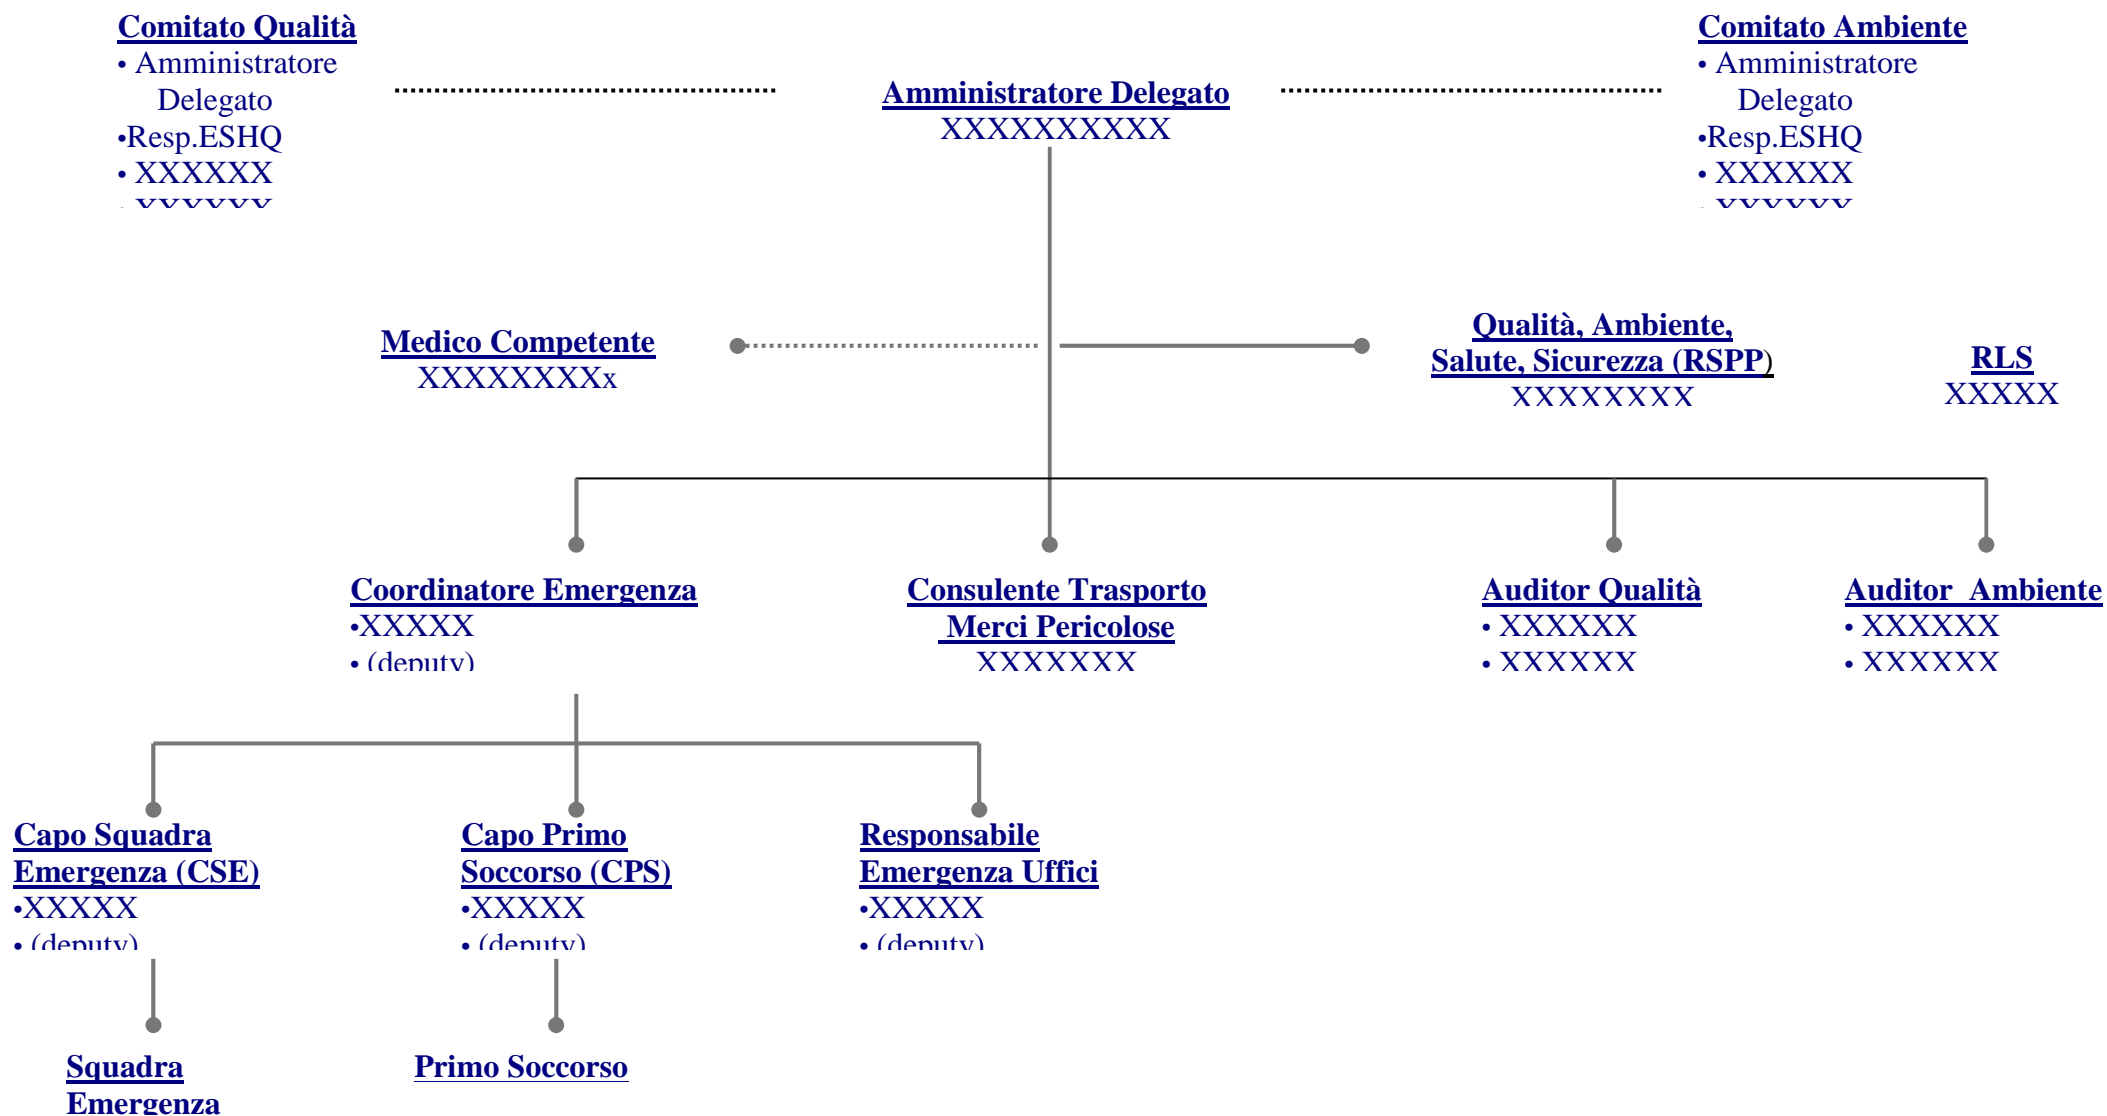 Comitato Qualità
• Amministratore
Delegato
•Resp.ESHQ
• XXXXXX
• XXXXXX
Amministratore Delegato
XXXXXXXXXX
Comitato Ambiente
• Amministratore
Delegato
•Resp.ESHQ
• XXXXXX
• XXXXXX
Medico Competente
XXXXXXXXx
Qualità, Ambiente,
Salute, Sicurezza (RSPP)
XXXXXXXX
RLS
XXXXX
Coordinatore Emergenza
•XXXXX
• (deputy)
Consulente Trasporto
Merci Pericolose
XXXXXXX
Auditor Qualità
• XXXXXX
• XXXXXX
Auditor  Ambiente
• XXXXXX
• XXXXXX
Capo Squadra
Emergenza (CSE)
•XXXXX
• (deputy)
Capo Primo
Soccorso (CPS)
•XXXXX
• (deputy)
Responsabile
Emergenza Uffici
•XXXXX
• (deputy)
Squadra
Emergenza
Primo Soccorso